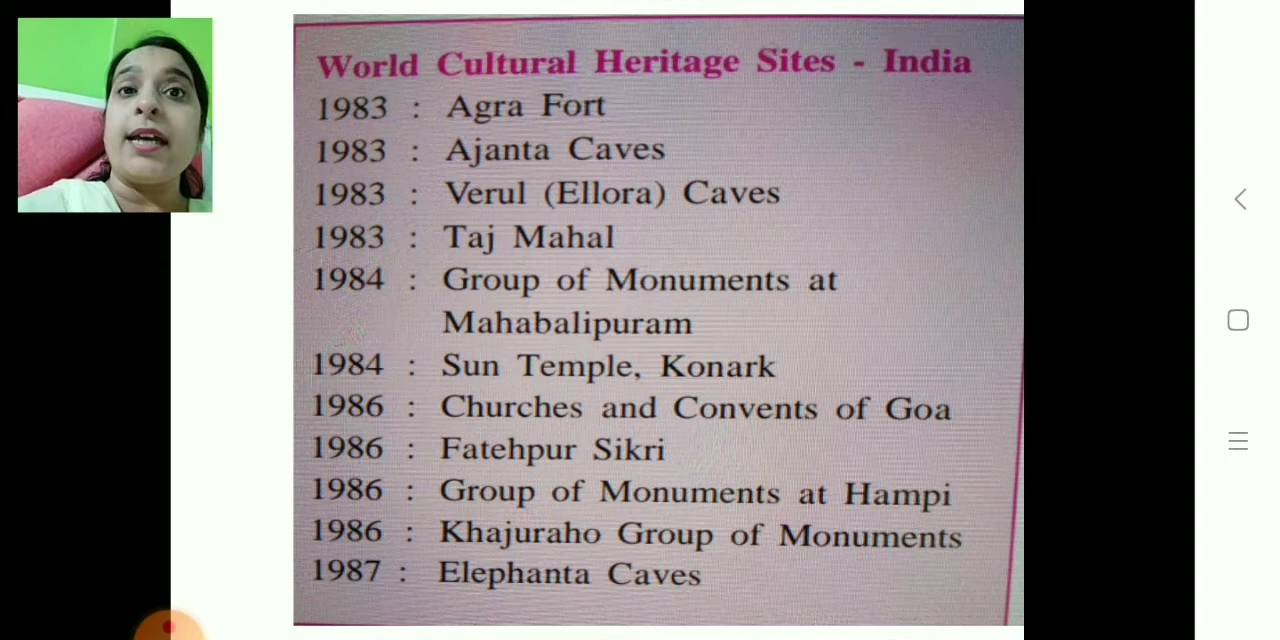 World Cultural Heritage Sites - India
1983 : Agra Fort
1983 : Ajanta Caves
1983 : Verul (Ellora) Caves
1983 : Taj Mahal
1984 : Group of Monuments at
Mahabalipuram
1984 : Sun Temple, Konark
1986 : Churches and Convents of Goa
1986 : Fatehpur Sikri
1986 : Group of Monuments at Hampi
1986 : Khajuraho Group of Monuments
1987 : Elephanta Caves